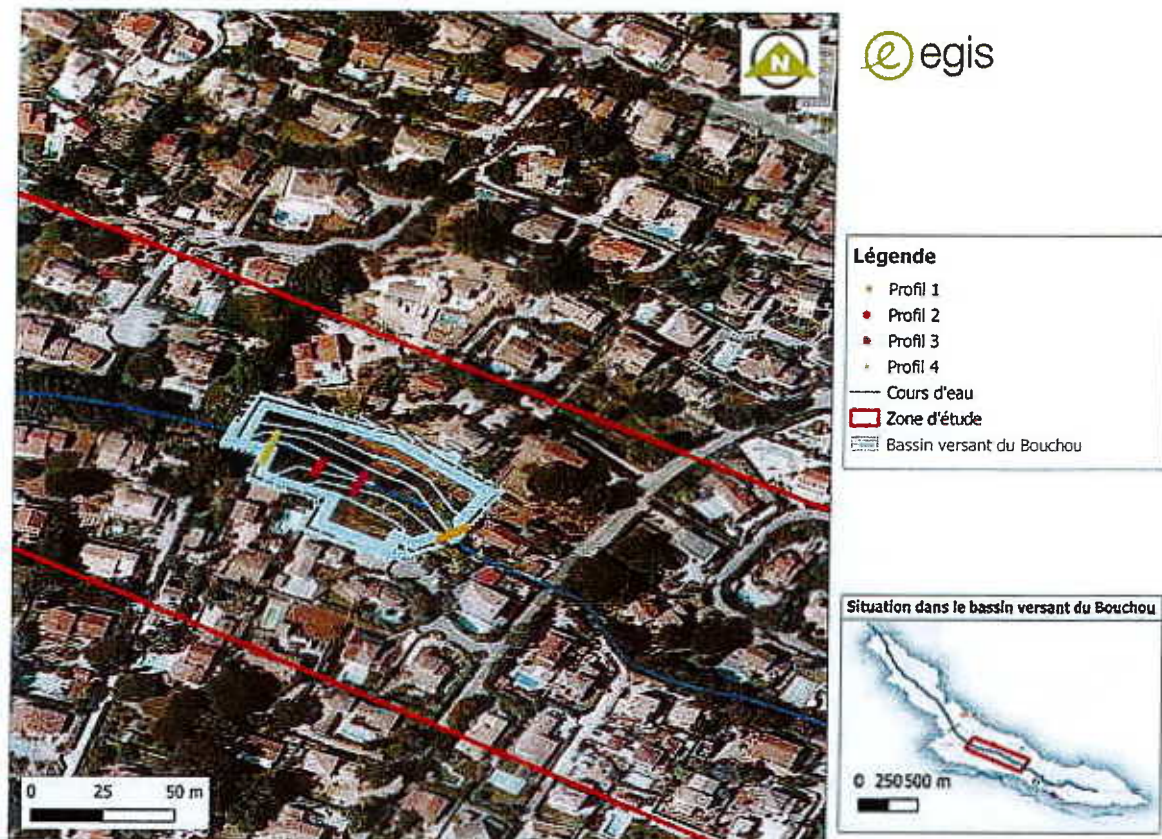 N
egis
Légende
Profil 1
Profil 2
Profil 3
Profil 4
Cours d'eau
Zone d'étude
Bassin versant du Bouchou
Situation dans le bassin versant du Bouchou
0 250 500 m
0 25 50 m